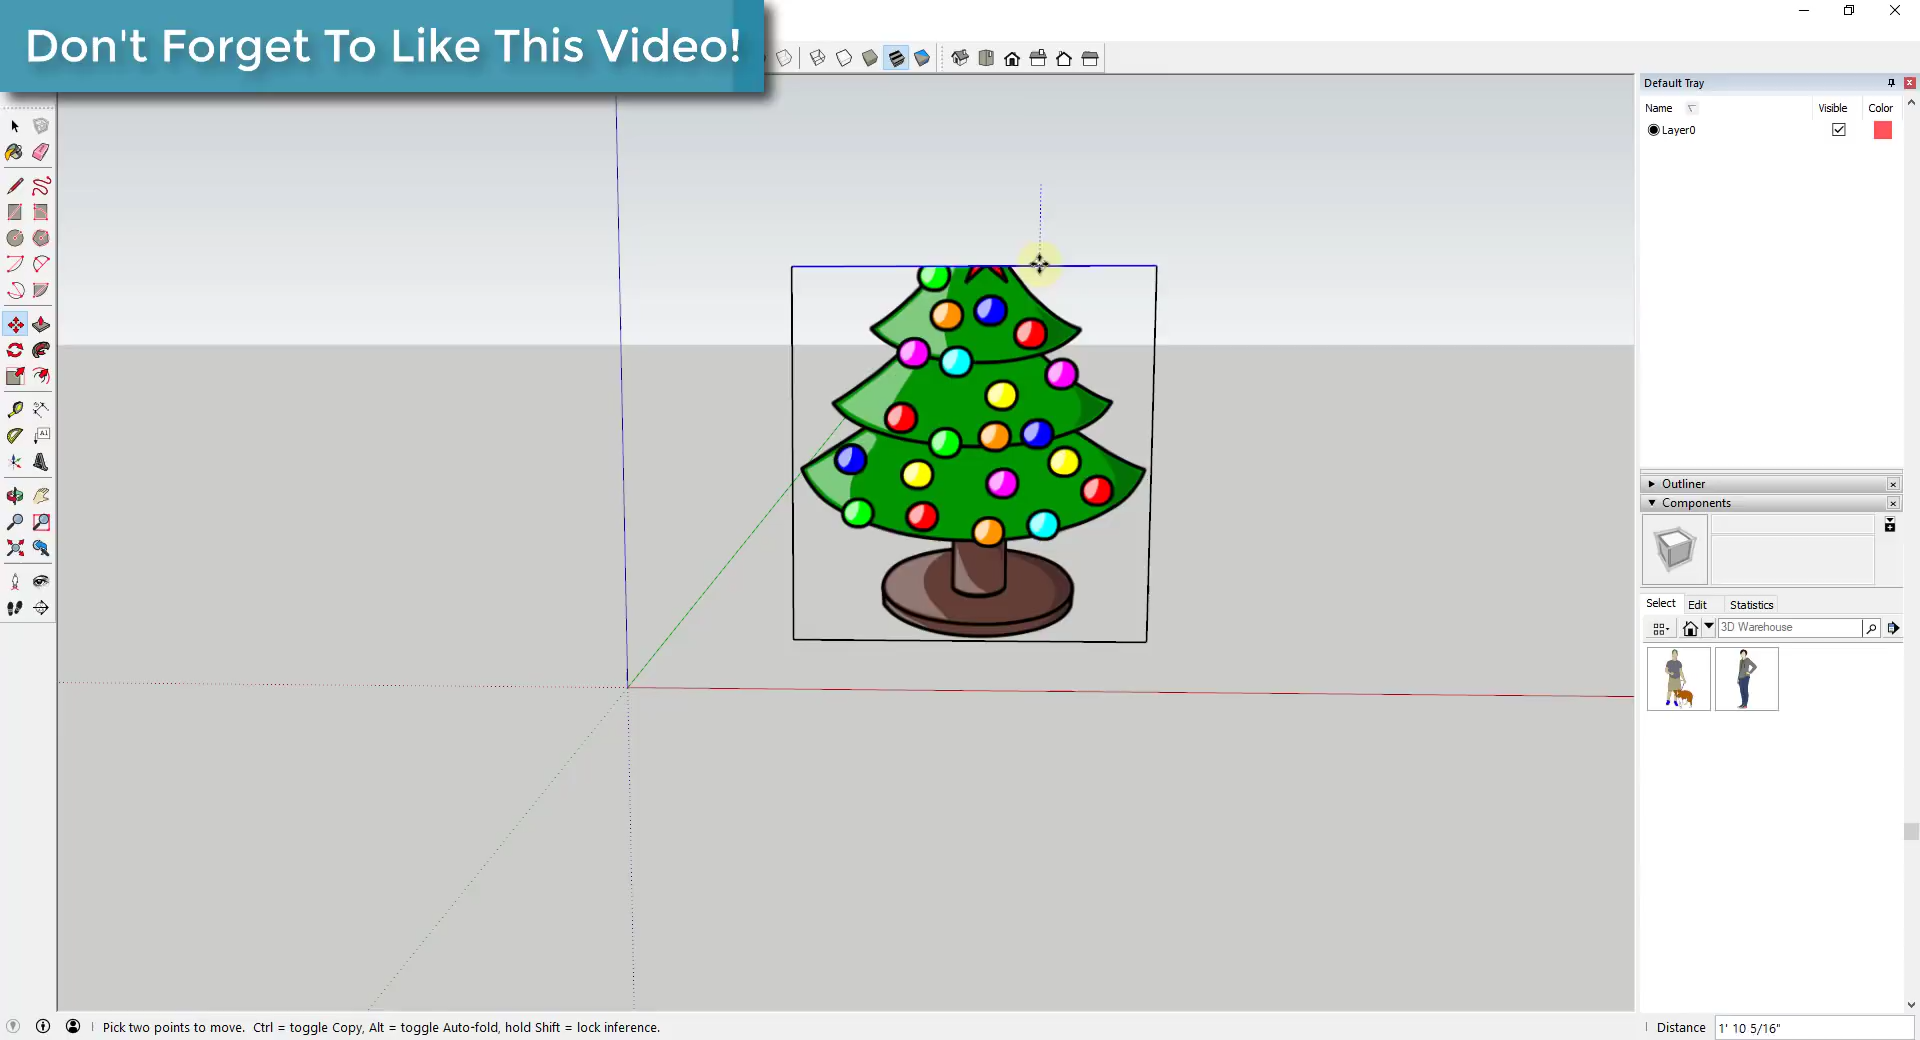 Don't Forget To Like This Video!
Default Tray
Name
Visible
Color
Layer0
A1
Outliner
Components
Select
Edit
Statistics
3D Warehouse
Pick two points to move. Ctrl = toggle Copy, Alt = toggle Auto-fold, hold Shift = lock inference.
Distance
1' 10 5/16"